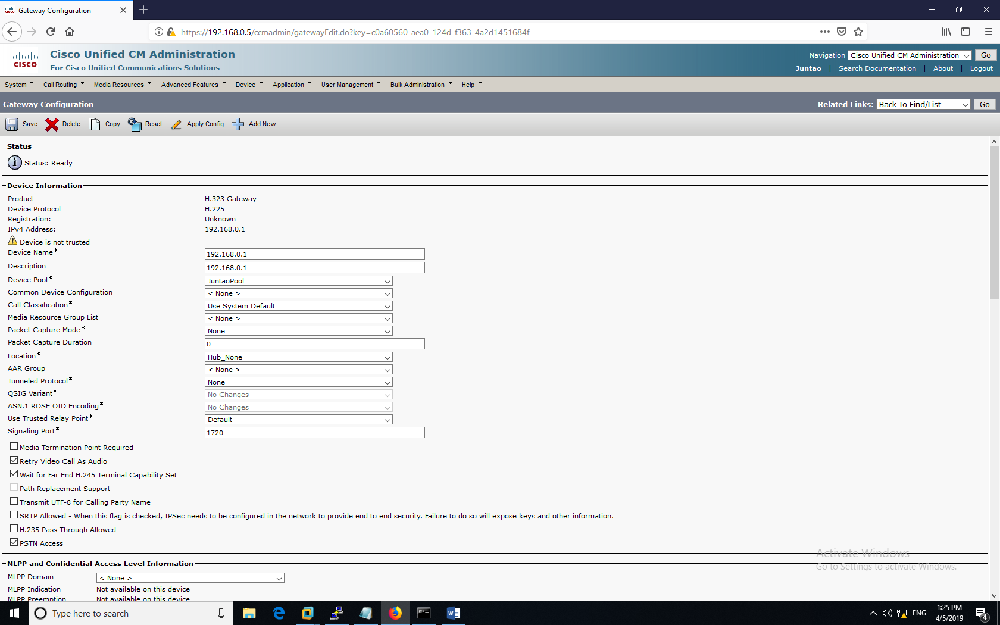 Gateway Configuration
https://192.168.0.5/ccmadmin/gatewayEdit.do?key=c0a60560-aea0-124d-f363-4a2d1451684f
CISCO
Cisco Unified CM Administration
For Cisco Unified Communications Solutions
Navigation Cisco Unified CM Administration Go
Juntao | Search Documentation | About | Logout
System Call Routing Media Resources Advanced Features Device Application User Management Bulk Administration Help
Gateway Configuration
Related Links: Back To Find/List Go
Save Delete Copy Reset Apply Config Add New
Status
i Status: Ready
Device Information
Product H.323 Gateway
Device Protocol H.225
Registration: Unknown
IPv4 Address: 192.168.0.1
Device is not trusted
Device Name* 192.168.0.1
Description 192.168.0.1
Device Pool* JuntaoPool
Common Device Configuration < None >
Call Classification* Use System Default
Media Resource Group List < None >
Packet Capture Mode* None
Packet Capture Duration 0
Location* Hub_None
AAR Group < None >
Tunneled Protocol* None
QSIG Variant* No Changes
ASN.1 ROSE OID Encoding* No Changes
Use Trusted Relay Point* Default
Signaling Port* 1720
Media Termination Point Required
Retry Video Call As Audio
Wait for Far End H.245 Terminal Capability Set
Path Replacement Support
Transmit UTF-8 for Calling Party Name
SRTP Allowed - When this flag is checked, IPSec needs to be configured in the network to provide end to end security. Failure to do so will expose keys and other information.
H.235 Pass Through Allowed
PSTN Access
Activate Windows
Go to Settings to activate Windows.
MLPP and Confidential Access Level Information
MLPP Domain < None >
MLPP Indication Not available on this device
MLPP Preemption Not available on this device
Type here to search
ENG
1:25 PM
4/5/2019
4